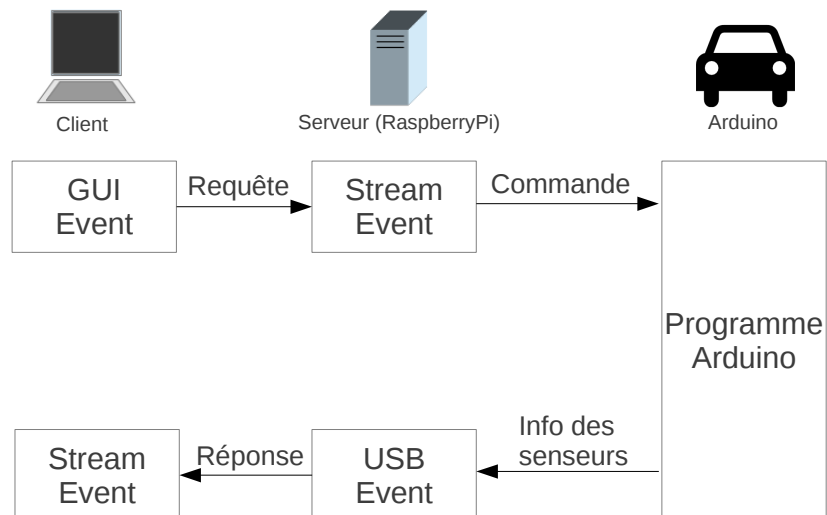 Client
Serveur (RaspberryPi)
Arduino
GUI
Event
Requête
Stream
Event
Commande
Programme
Arduino
Stream
Event
Réponse
USB
Event
Info des
senseurs